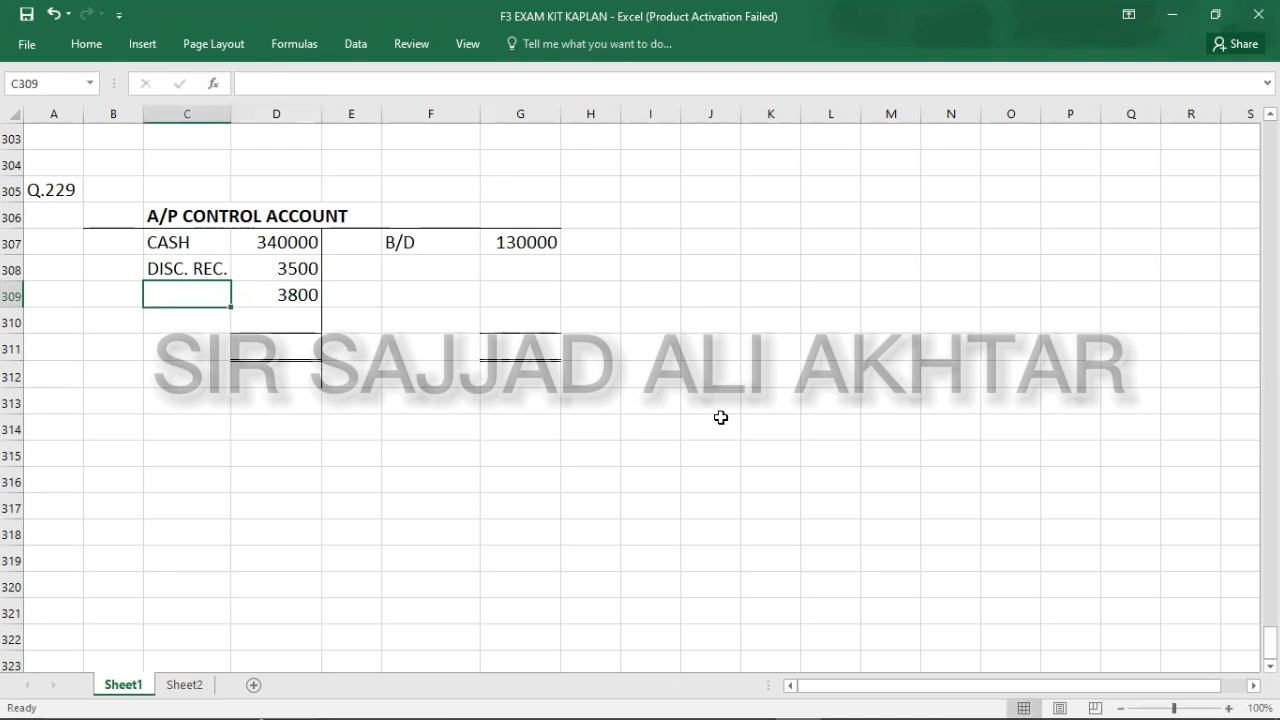 F3 EXAM KIT KAPLAN - Excel (Product Activation Failed)
File Home Insert Page Layout Formulas Data Review View Tell me what you want to do... Share
C309 fx
A B C D E F G H I J K L M N O P Q R S
303
304
305 Q.229
306 A/P CONTROL ACCOUNT
307 CASH 340000 B/D 130000
308 DISC. REC. 3500
309 3800
310
311
SIR SAJJAD ALI AKHTAR
312
313
314
315
316
317
318
319
320
321
322
323
Sheet1 Sheet2
Ready 100%